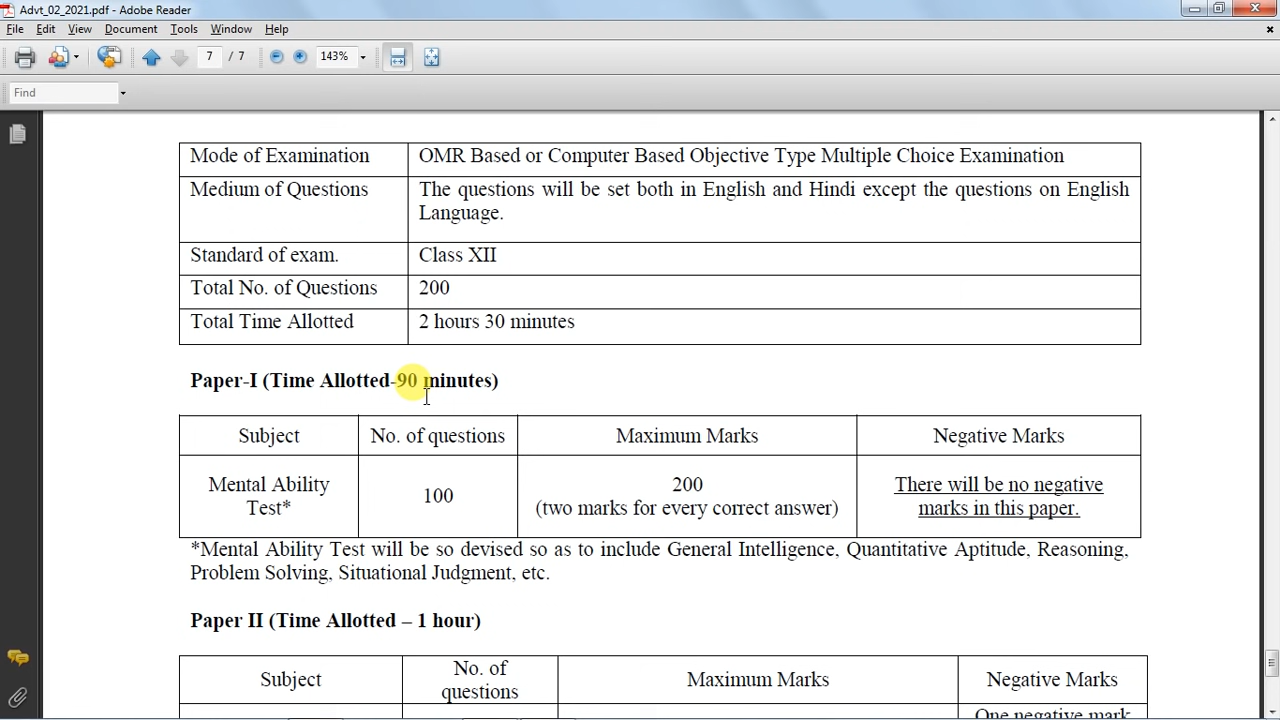 Advt_02_2021.pdf - Adobe Reader
File Edit View Document Tools Window Help
7 / 7 143%
Find
Mode of Examination OMR Based or Computer Based Objective Type Multiple Choice Examination
Medium of Questions The questions will be set both in English and Hindi except the questions on English
Language.
Standard of exam. Class XII
Total No. of Questions 200
Total Time Allotted 2 hours 30 minutes
Paper-I (Time Allotted-90 minutes)
Subject No. of questions Maximum Marks Negative Marks
Mental Ability 200 There will be no negative
Test* 100 (two marks for every correct answer) marks in this paper.
*Mental Ability Test will be so devised so as to include General Intelligence, Quantitative Aptitude, Reasoning,
Problem Solving, Situational Judgment, etc.
Paper II (Time Allotted – 1 hour)
Subject No. of Maximum Marks Negative Marks
questions
One negative mark